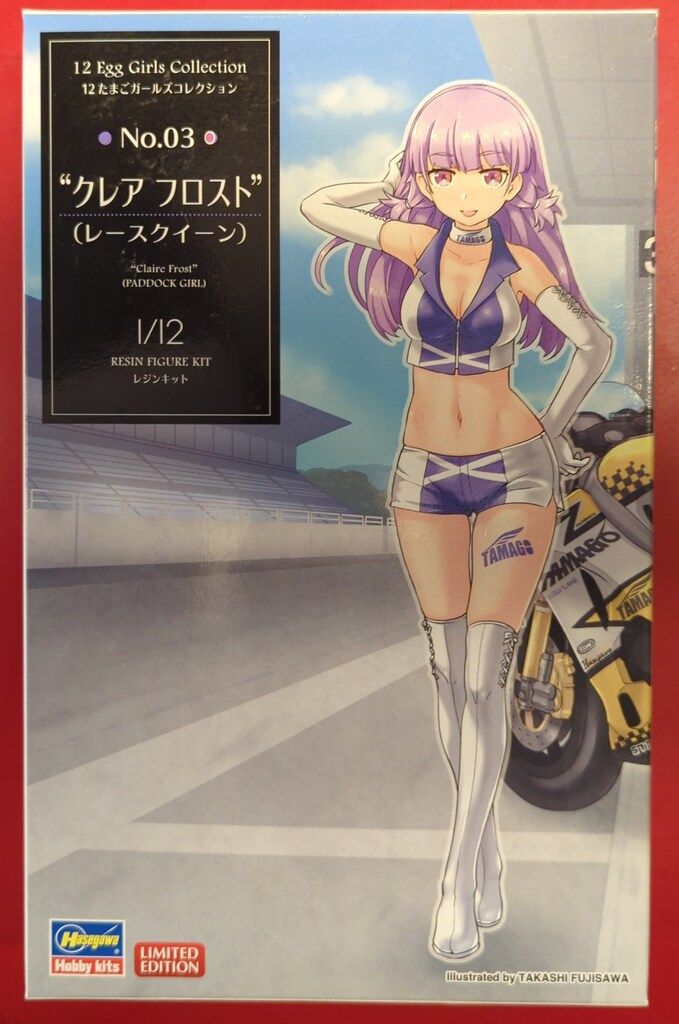 12 Egg Girls Collection
12たまごガールズコレクション
No.03
“クレア フロスト”
(レースクイーン)
“Claire Frost”
(PADDOCK GIRL)
1/12
RESIN FIGURE KIT
レジンキット
TAMAGO
3
TAMAGO
TAMAGO
TAMA
Hasegawa
Hobby kits
LIMITED
EDITION
Illustrated by TAKASHI FUJISAWA